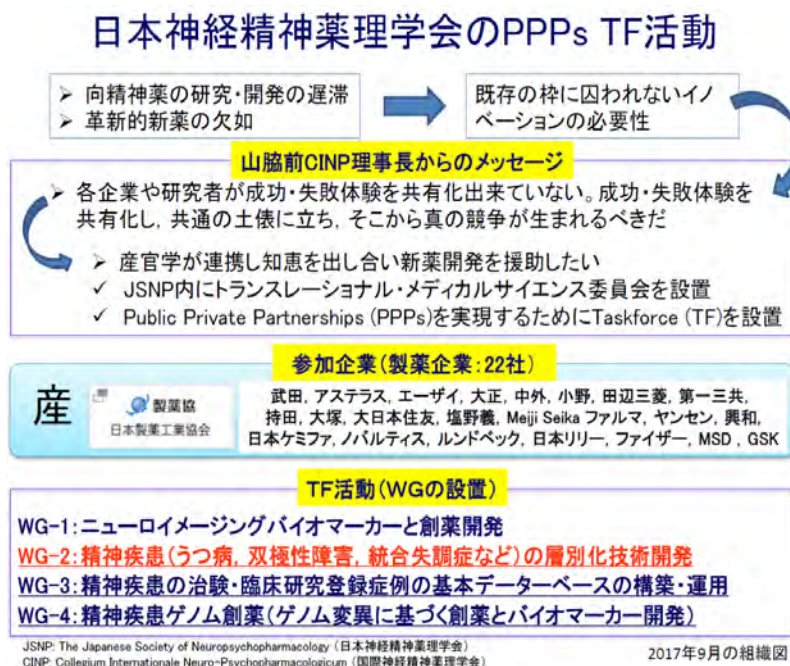 日本神経精神薬理学会のPPPs TF活動
➢ 向精神薬の研究・開発の遅滞
➢ 革新的新薬の欠如
既存の枠に囚われないイノ
ベーションの必要性
山脇前CINP理事長からのメッセージ
➢ 各企業や研究者が成功・失敗体験を共有化出来ていない。成功・失敗体験を
共有化し, 共通の土俵に立ち, そこから真の競争が生まれるべきだ
➢ 産官学が連携し知恵を出し合い新薬開発を援助したい
✓ JSNP内にトランスレーショナル・メディカルサイエンス委員会を設置
✓ Public Private Partnerships (PPPs)を実現するためにTaskforce (TF)を設置
参加企業(製薬企業:22社)
産
製薬協
日本製薬工業協会
武田, アステラス, エーザイ, 大正, 中外, 小野, 田辺三菱, 第一三共,
持田, 大塚, 大日本住友, 塩野義, Meiji Seika ファルマ, ヤンセン, 興和,
日本ケミファ, ノバルティス, ルンドベック, 日本リリー, ファイザー, MSD , GSK
TF活動(WGの設置)
WG-1:ニューロイメージングバイオマーカーと創薬開発
WG-2:精神疾患(うつ病, 双極性障害, 統合失調症など)の層別化技術開発
WG-3:精神疾患の治験・臨床研究登録症例の基本データーベースの構築・運用
WG-4:精神疾患ゲノム創薬(ゲノム変異に基づく創薬とバイオマーカー開発)
JSNP: The Japanese Society of Neuropsychopharmacology (日本神経精神薬理学会)
CINP: Collegium Internationale Neuro-Psychopharmacologicum (国際神経精神薬理学会)
2017年9月の組織図